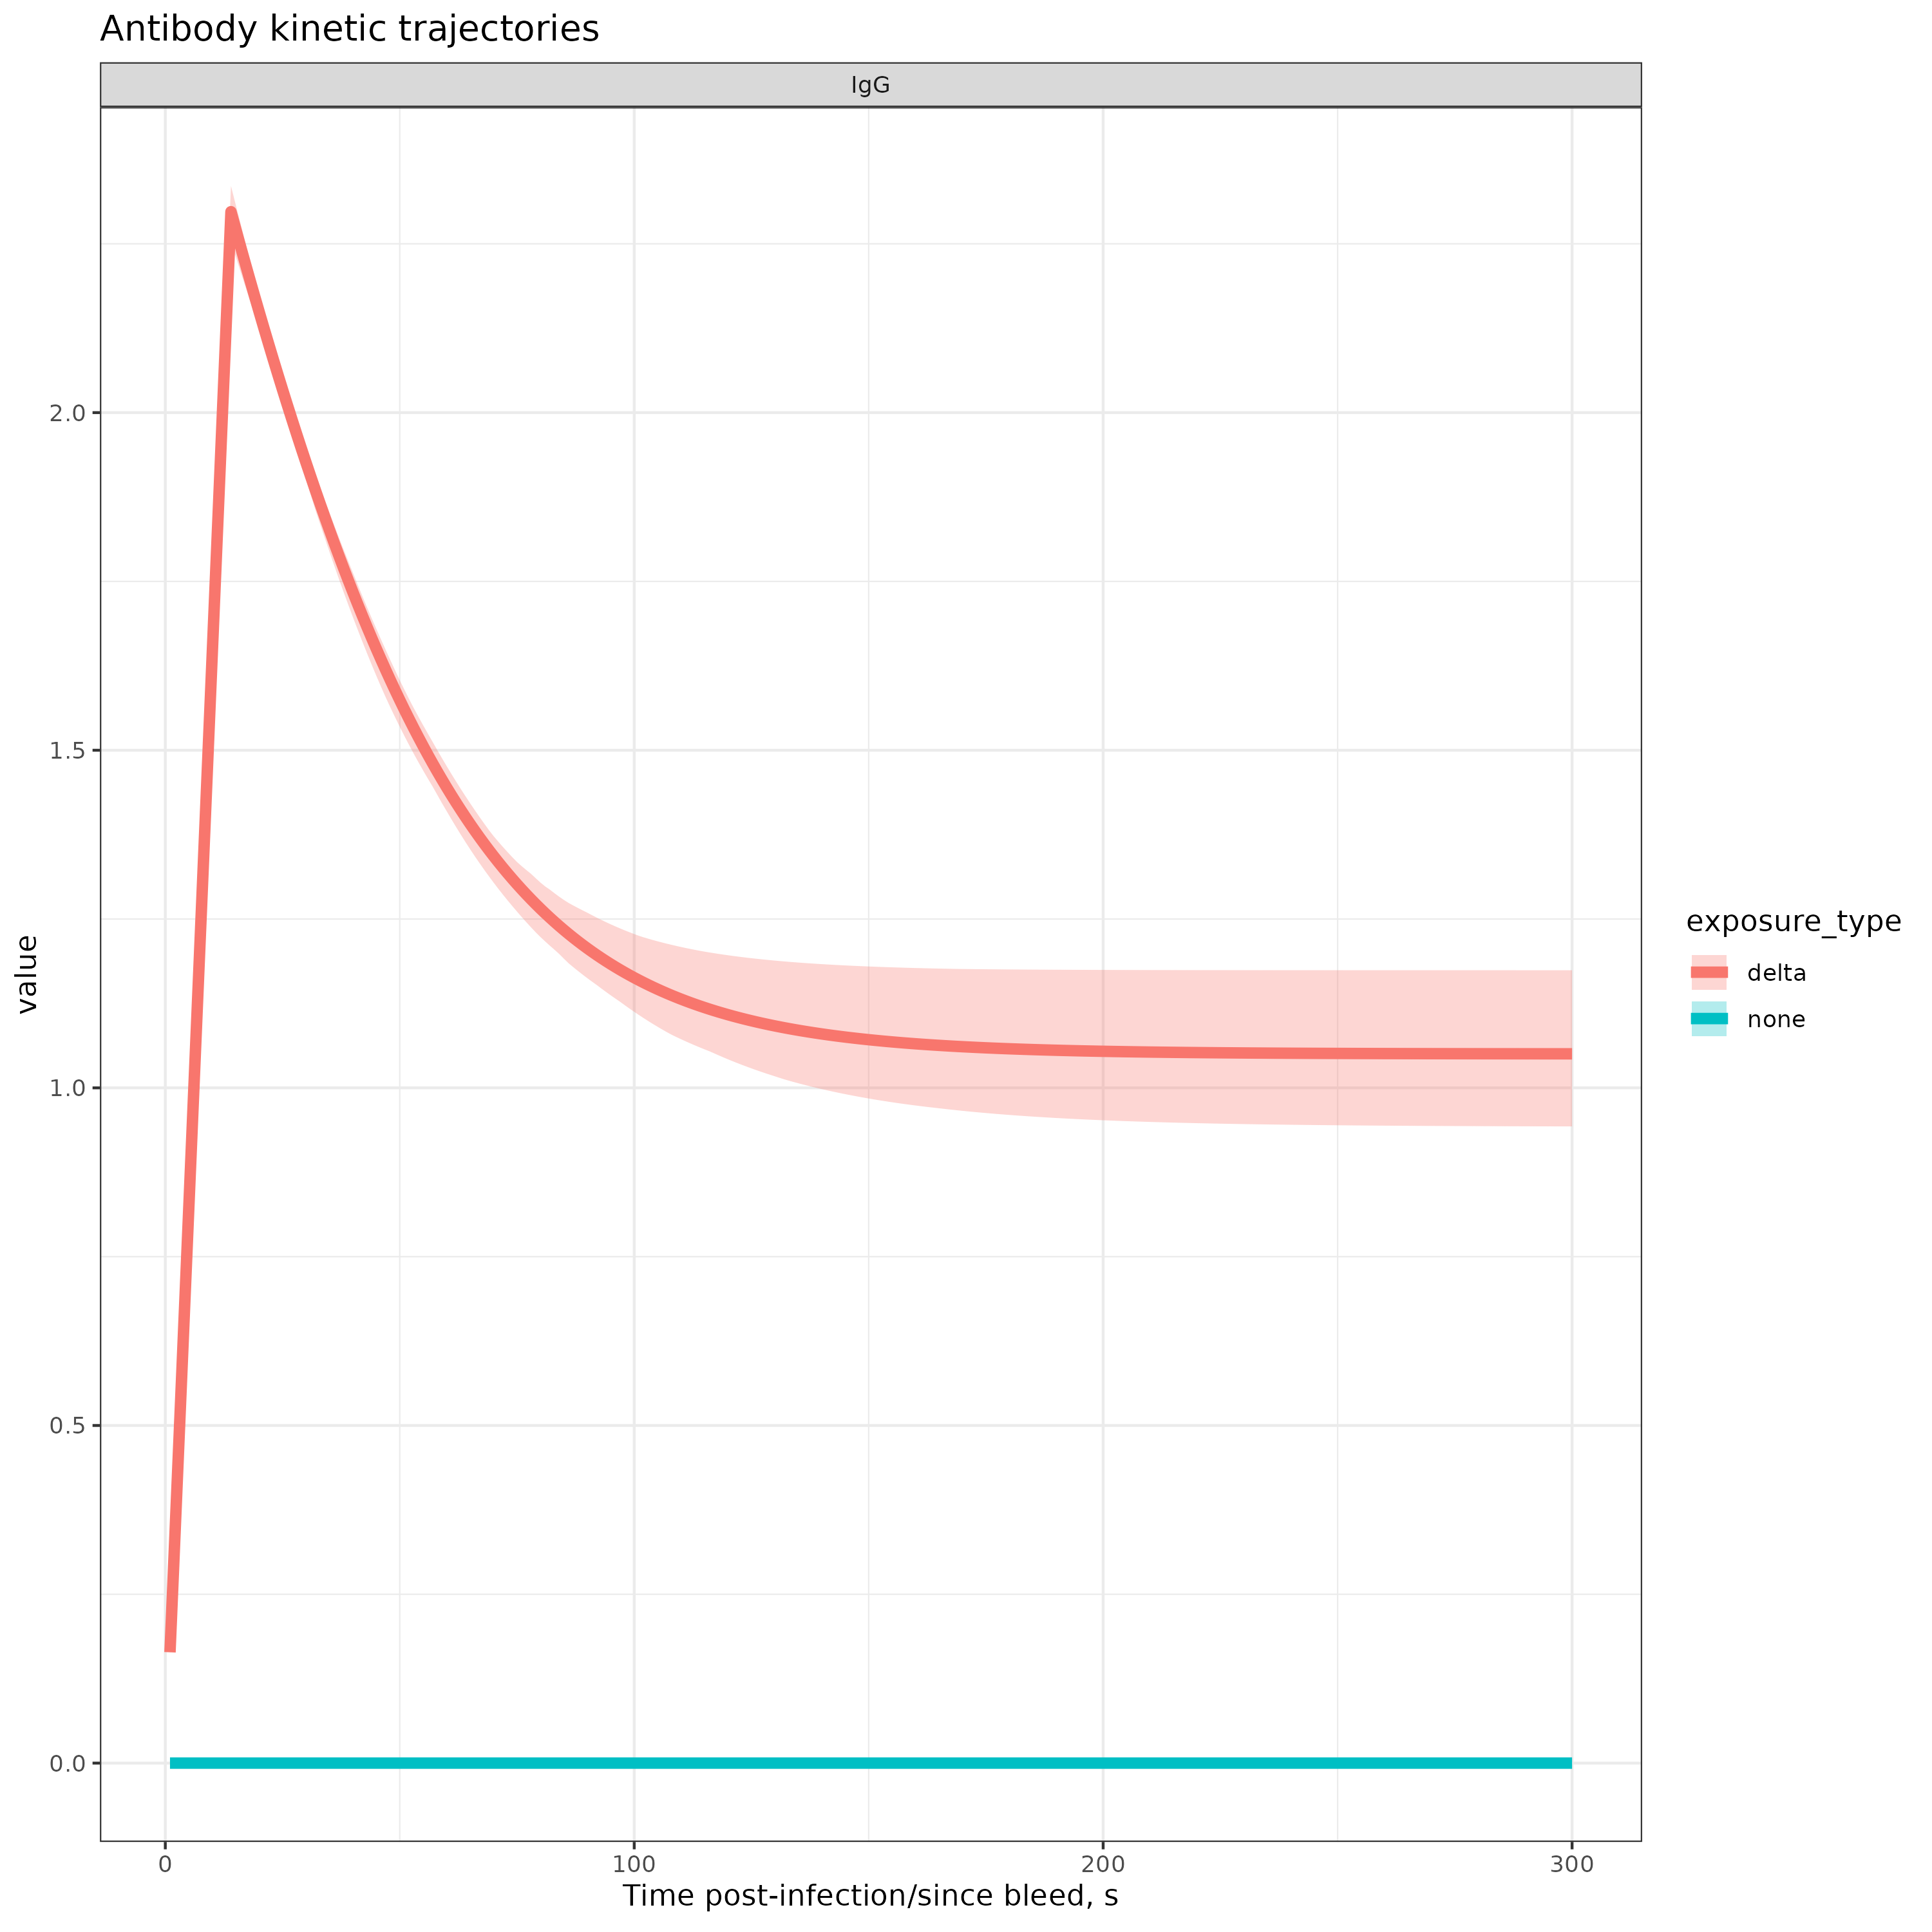 Antibody kinetic trajectories
IgG
2.0
1.5
1.0
0.5
0.0
value
0
100
200
300
Time post-infection/since bleed, s
exposure_type
delta
none